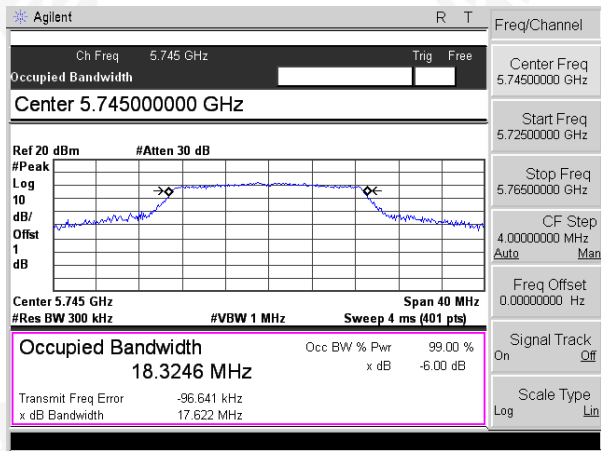 Agilent R T
Freq/Channel
Ch Freq 5.745 GHz Trig Free
Occupied Bandwidth
Center 5.745000000 GHz
Ref 20 dBm #Atten 30 dB
#Peak
Log
10
dB/
Offst
1
dB
Center 5.745 GHz Span 40 MHz
#Res BW 300 kHz #VBW 1 MHz Sweep 4 ms (401 pts)
Occupied Bandwidth Occ BW % Pwr 99.00 %
18.3246 MHz x dB -6.00 dB
Transmit Freq Error -96.641 kHz
x dB Bandwidth 17.622 MHz
Center Freq
5.74500000 GHz
Start Freq
5.72500000 GHz
Stop Freq
5.76500000 GHz
CF Step
4.00000000 MHz
Auto Man
Freq Offset
0.00000000 Hz
Signal Track
On Off
Scale Type
Log Lin